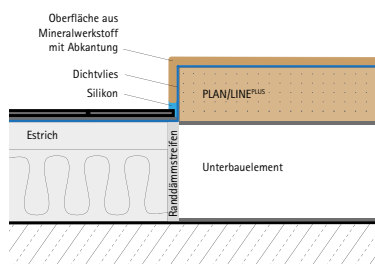 Oberfläche aus
Mineralwerkstoff
mit Abkantung
Dichtvlies
Silikon
PLAN/LINEPLUS
Estrich
Randdämmstreifen
Unterbauelement